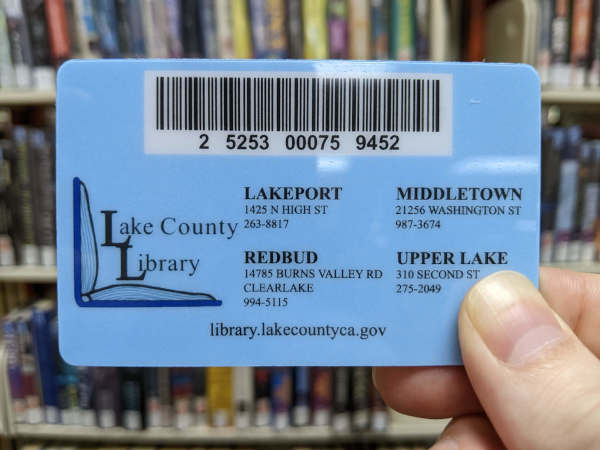 2 5253 00075 9452
Lake County
Library
LAKEPORT
1425 N HIGH ST
263-8817
MIDDLETOWN
21256 WASHINGTON ST
987-3674
REDBUD
14785 BURNS VALLEY RD
CLEARLAKE
994-5115
UPPER LAKE
310 SECOND ST
275-2049
library.lakecountyca.gov